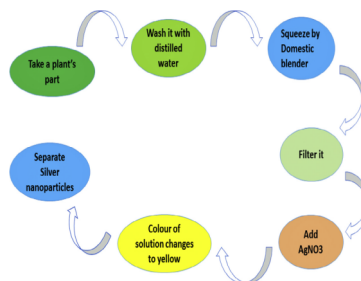 Take a plant's
part
Wash it with
distilled
water
Squeeze by
Domestic
blender
Filter it
Add
AgNO3
Colour of
solution changes
to yellow
Separate
Silver
nanoparticles